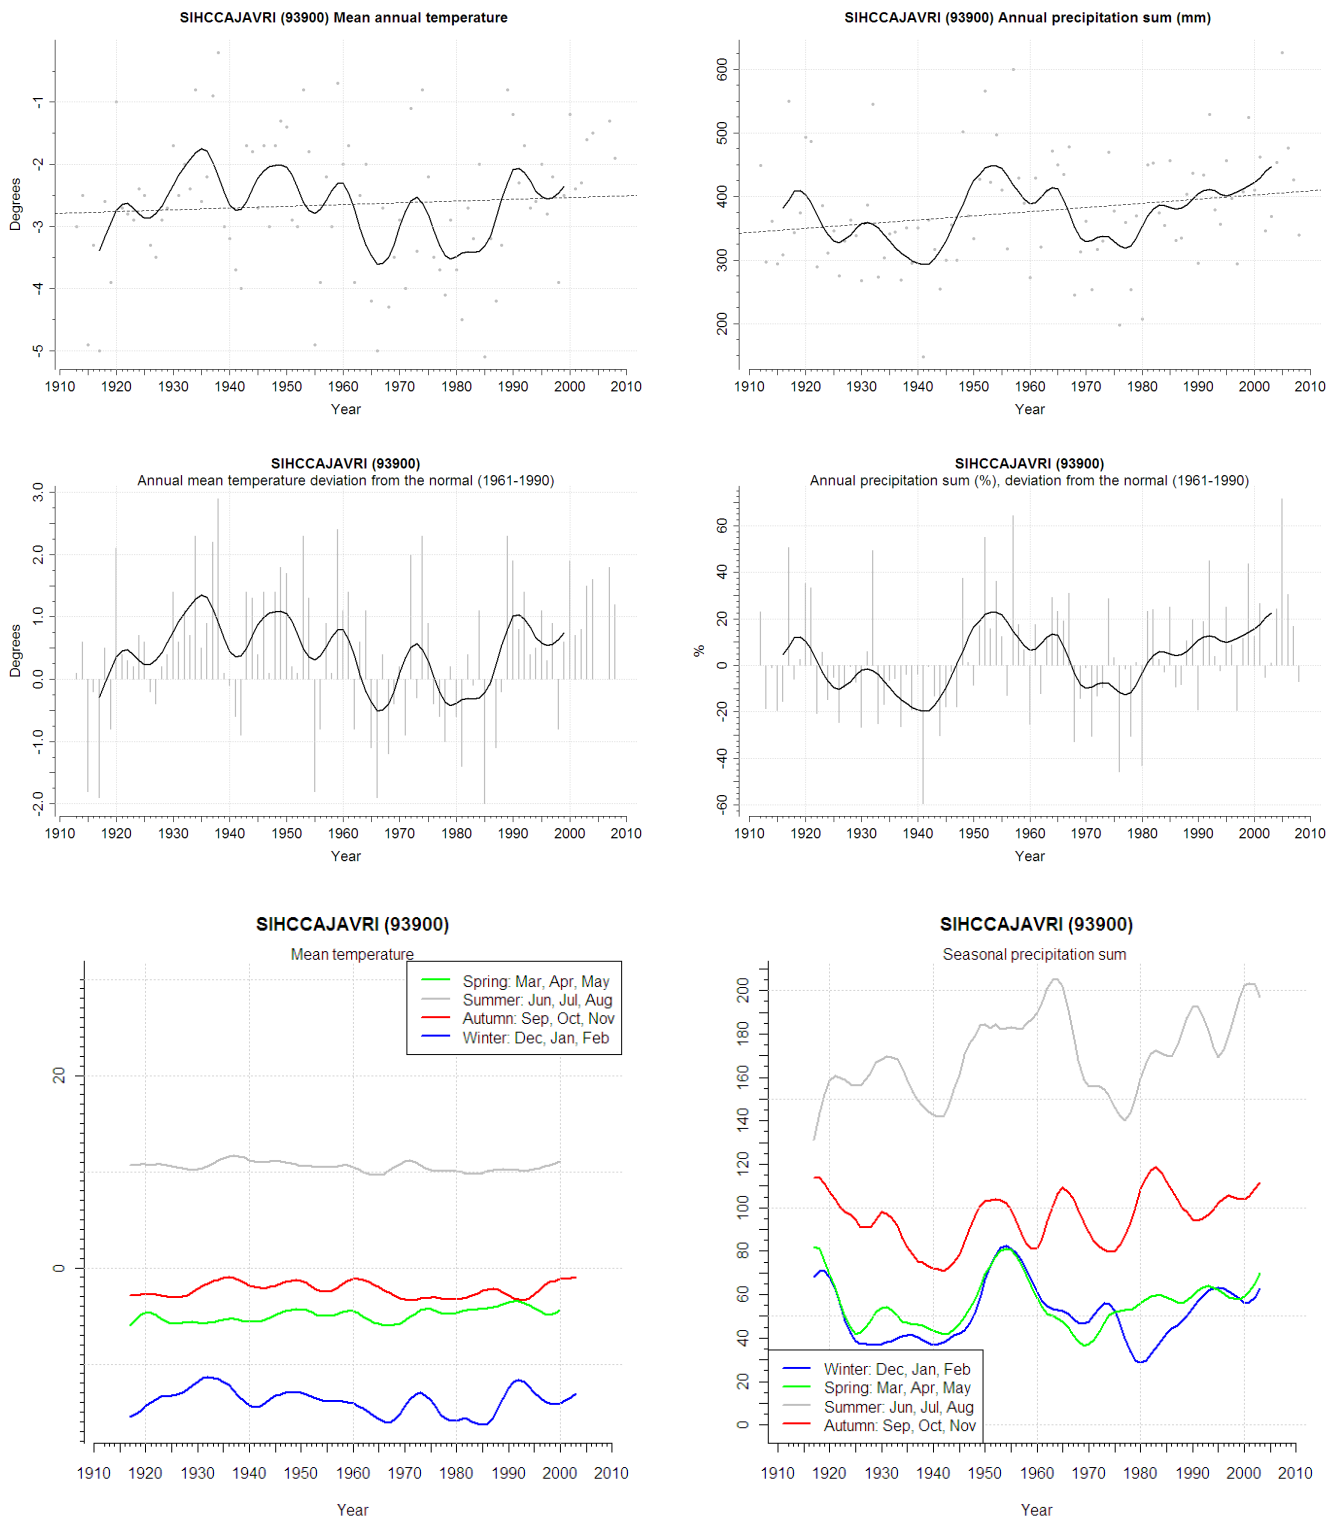 SIHCCAJAVRI (93900) Mean annual temperature
Degrees
-1
-2
-3
-4
-5
1910 1920 1930 1940 1950 1960 1970 1980 1990 2000 2010
Year
SIHCCAJAVRI (93900) Annual precipitation sum (mm)
600
500
400
300
200
1910 1920 1930 1940 1950 1960 1970 1980 1990 2000 2010
Year
SIHCCAJAVRI (93900)
Annual mean temperature deviation from the normal (1961-1990)
Degrees
3.0
2.0
1.0
0.0
-1.0
-2.0
1910 1920 1930 1940 1950 1960 1970 1980 1990 2000 2010
Year
SIHCCAJAVRI (93900)
Annual precipitation sum (%), deviation from the normal (1961-1990)
%
60
40
20
0
-20
-40
-60
1910 1920 1930 1940 1950 1960 1970 1980 1990 2000 2010
Year
SIHCCAJAVRI (93900)
Mean temperature
Spring: Mar, Apr, May
Summer: Jun, Jul, Aug
Autumn: Sep, Oct, Nov
Winter: Dec, Jan, Feb
20
0
1910 1920 1930 1940 1950 1960 1970 1980 1990 2000 2010
Year
SIHCCAJAVRI (93900)
Seasonal precipitation sum
200
180
160
140
120
100
80
60
40
20
0
Winter: Dec, Jan, Feb
Spring: Mar, Apr, May
Summer: Jun, Jul, Aug
Autumn: Sep, Oct, Nov
1910 1920 1930 1940 1950 1960 1970 1980 1990 2000 2010
Year